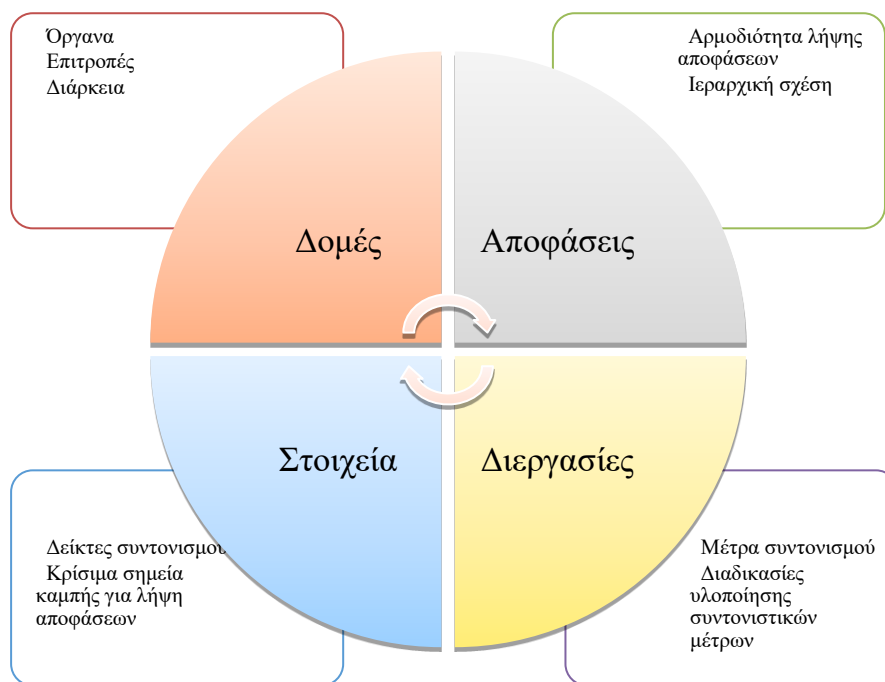 Όργανα
Επιτροπές
Διάρκεια
Αρμοδιότητα λήψης
αποφάσεων
Ιεραρχική σχέση
Δομές
Αποφάσεις
Στοιχεία
Διεργασίες
Δείκτες συντονισμού
Κρίσιμα σημεία
καμπής για λήψη
αποφάσεων
Μέτρα συντονισμού
Διαδικασίες
υλοποίησης
συντονιστικών
μέτρων